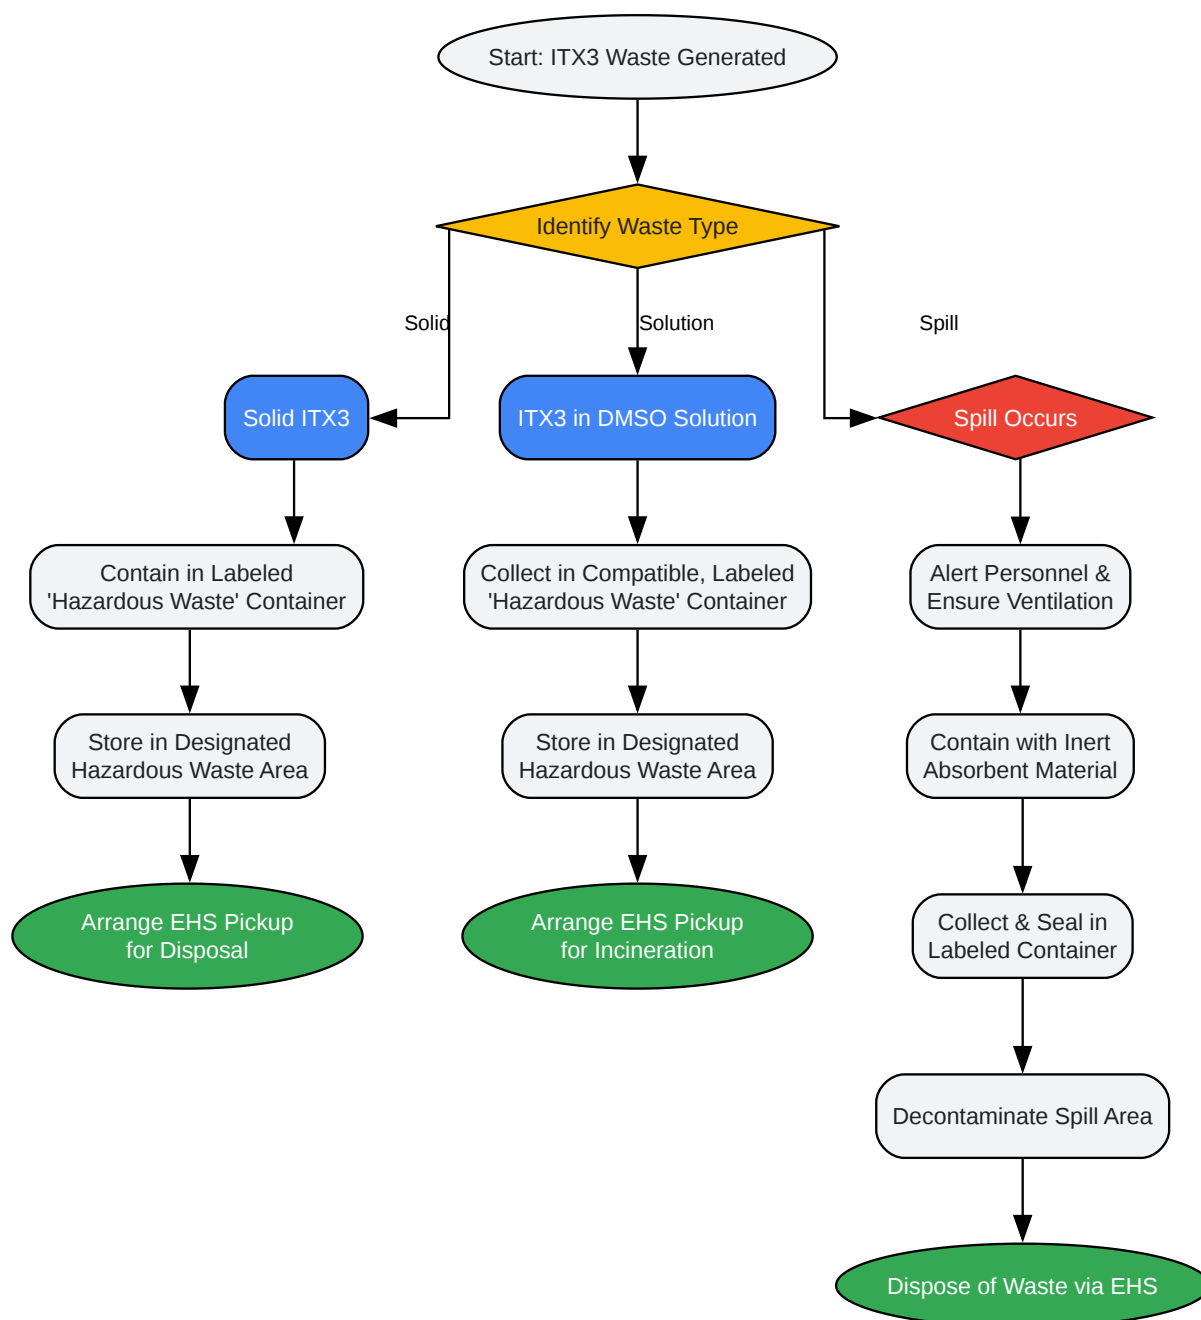 Start: ITX3 Waste Generated
Identify Waste Type
Solid
Solution
Spill
Solid ITX3
ITX3 in DMSO Solution
Spill Occurs
Contain in Labeled
'Hazardous Waste' Container
Collect in Compatible, Labeled
'Hazardous Waste' Container
Alert Personnel &
Ensure Ventilation
Store in Designated
Hazardous Waste Area
Store in Designated
Hazardous Waste Area
Contain with Inert
Absorbent Material
Arrange EHS Pickup
for Disposal
Arrange EHS Pickup
for Incineration
Collect & Seal in
Labeled Container
Decontaminate Spill Area
Dispose of Waste via EHS